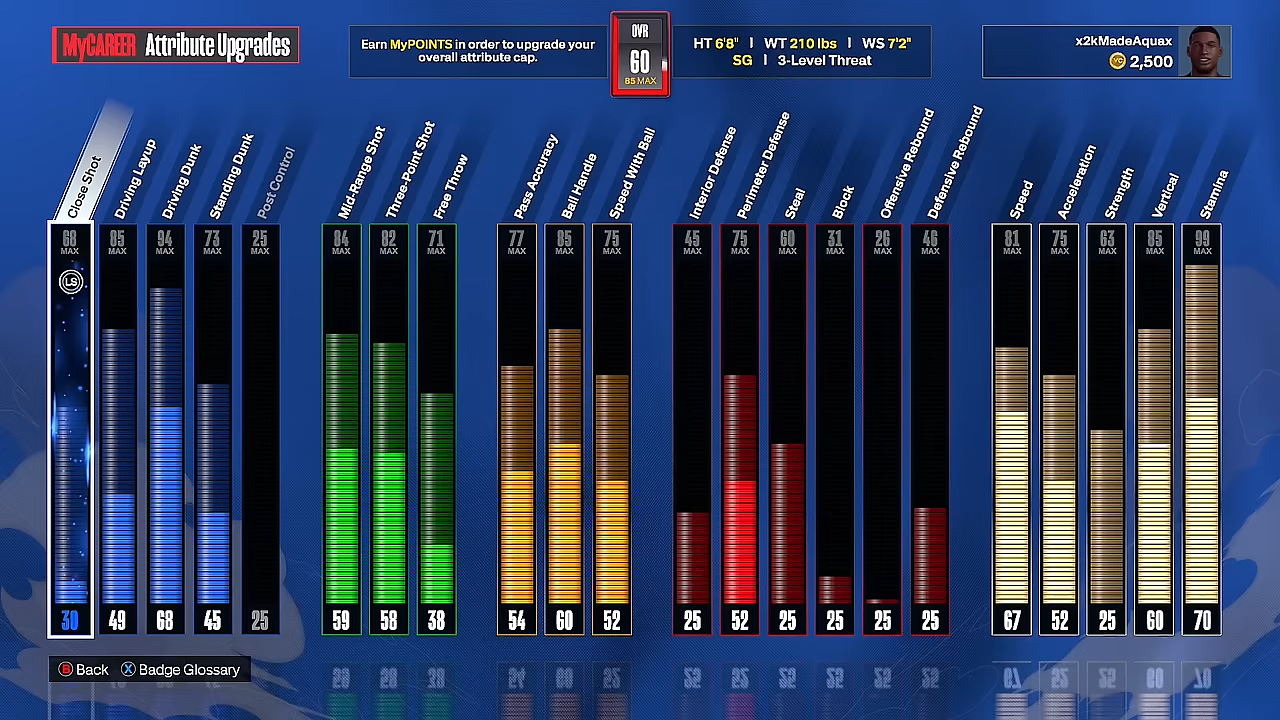 MyCAREER Attribute Upgrades
Earn MyPOINTS in order to upgrade your
overall attribute cap.
OVR
60
85 MAX
HT 6'8" | WT 210 lbs | WS 7'2"
SG | 3-Level Threat
x2kMadeAquax
VC 2,500
Close Shot
Driving Layup
Driving Dunk
Standing Dunk
Post Control
Mid-Range Shot
Three-Point Shot
Free Throw
Pass Accuracy
Ball Handle
Speed With Ball
Interior Defense
Perimeter Defense
Steal
Block
Offensive Rebound
Defensive Rebound
Speed
Acceleration
Strength
Vertical
Stamina
68 85 94 73 25 84 82 71 77 85 75 45 75 60 31 26 46 81 75 63 85 99
MAX MAX MAX MAX MAX MAX MAX MAX MAX MAX MAX MAX MAX MAX MAX MAX MAX MAX MAX MAX MAX MAX
LS
30 49 68 45 25 59 58 38 54 60 52 25 52 25 25 25 25 67 52 25 60 70
B Back X Badge Glossary